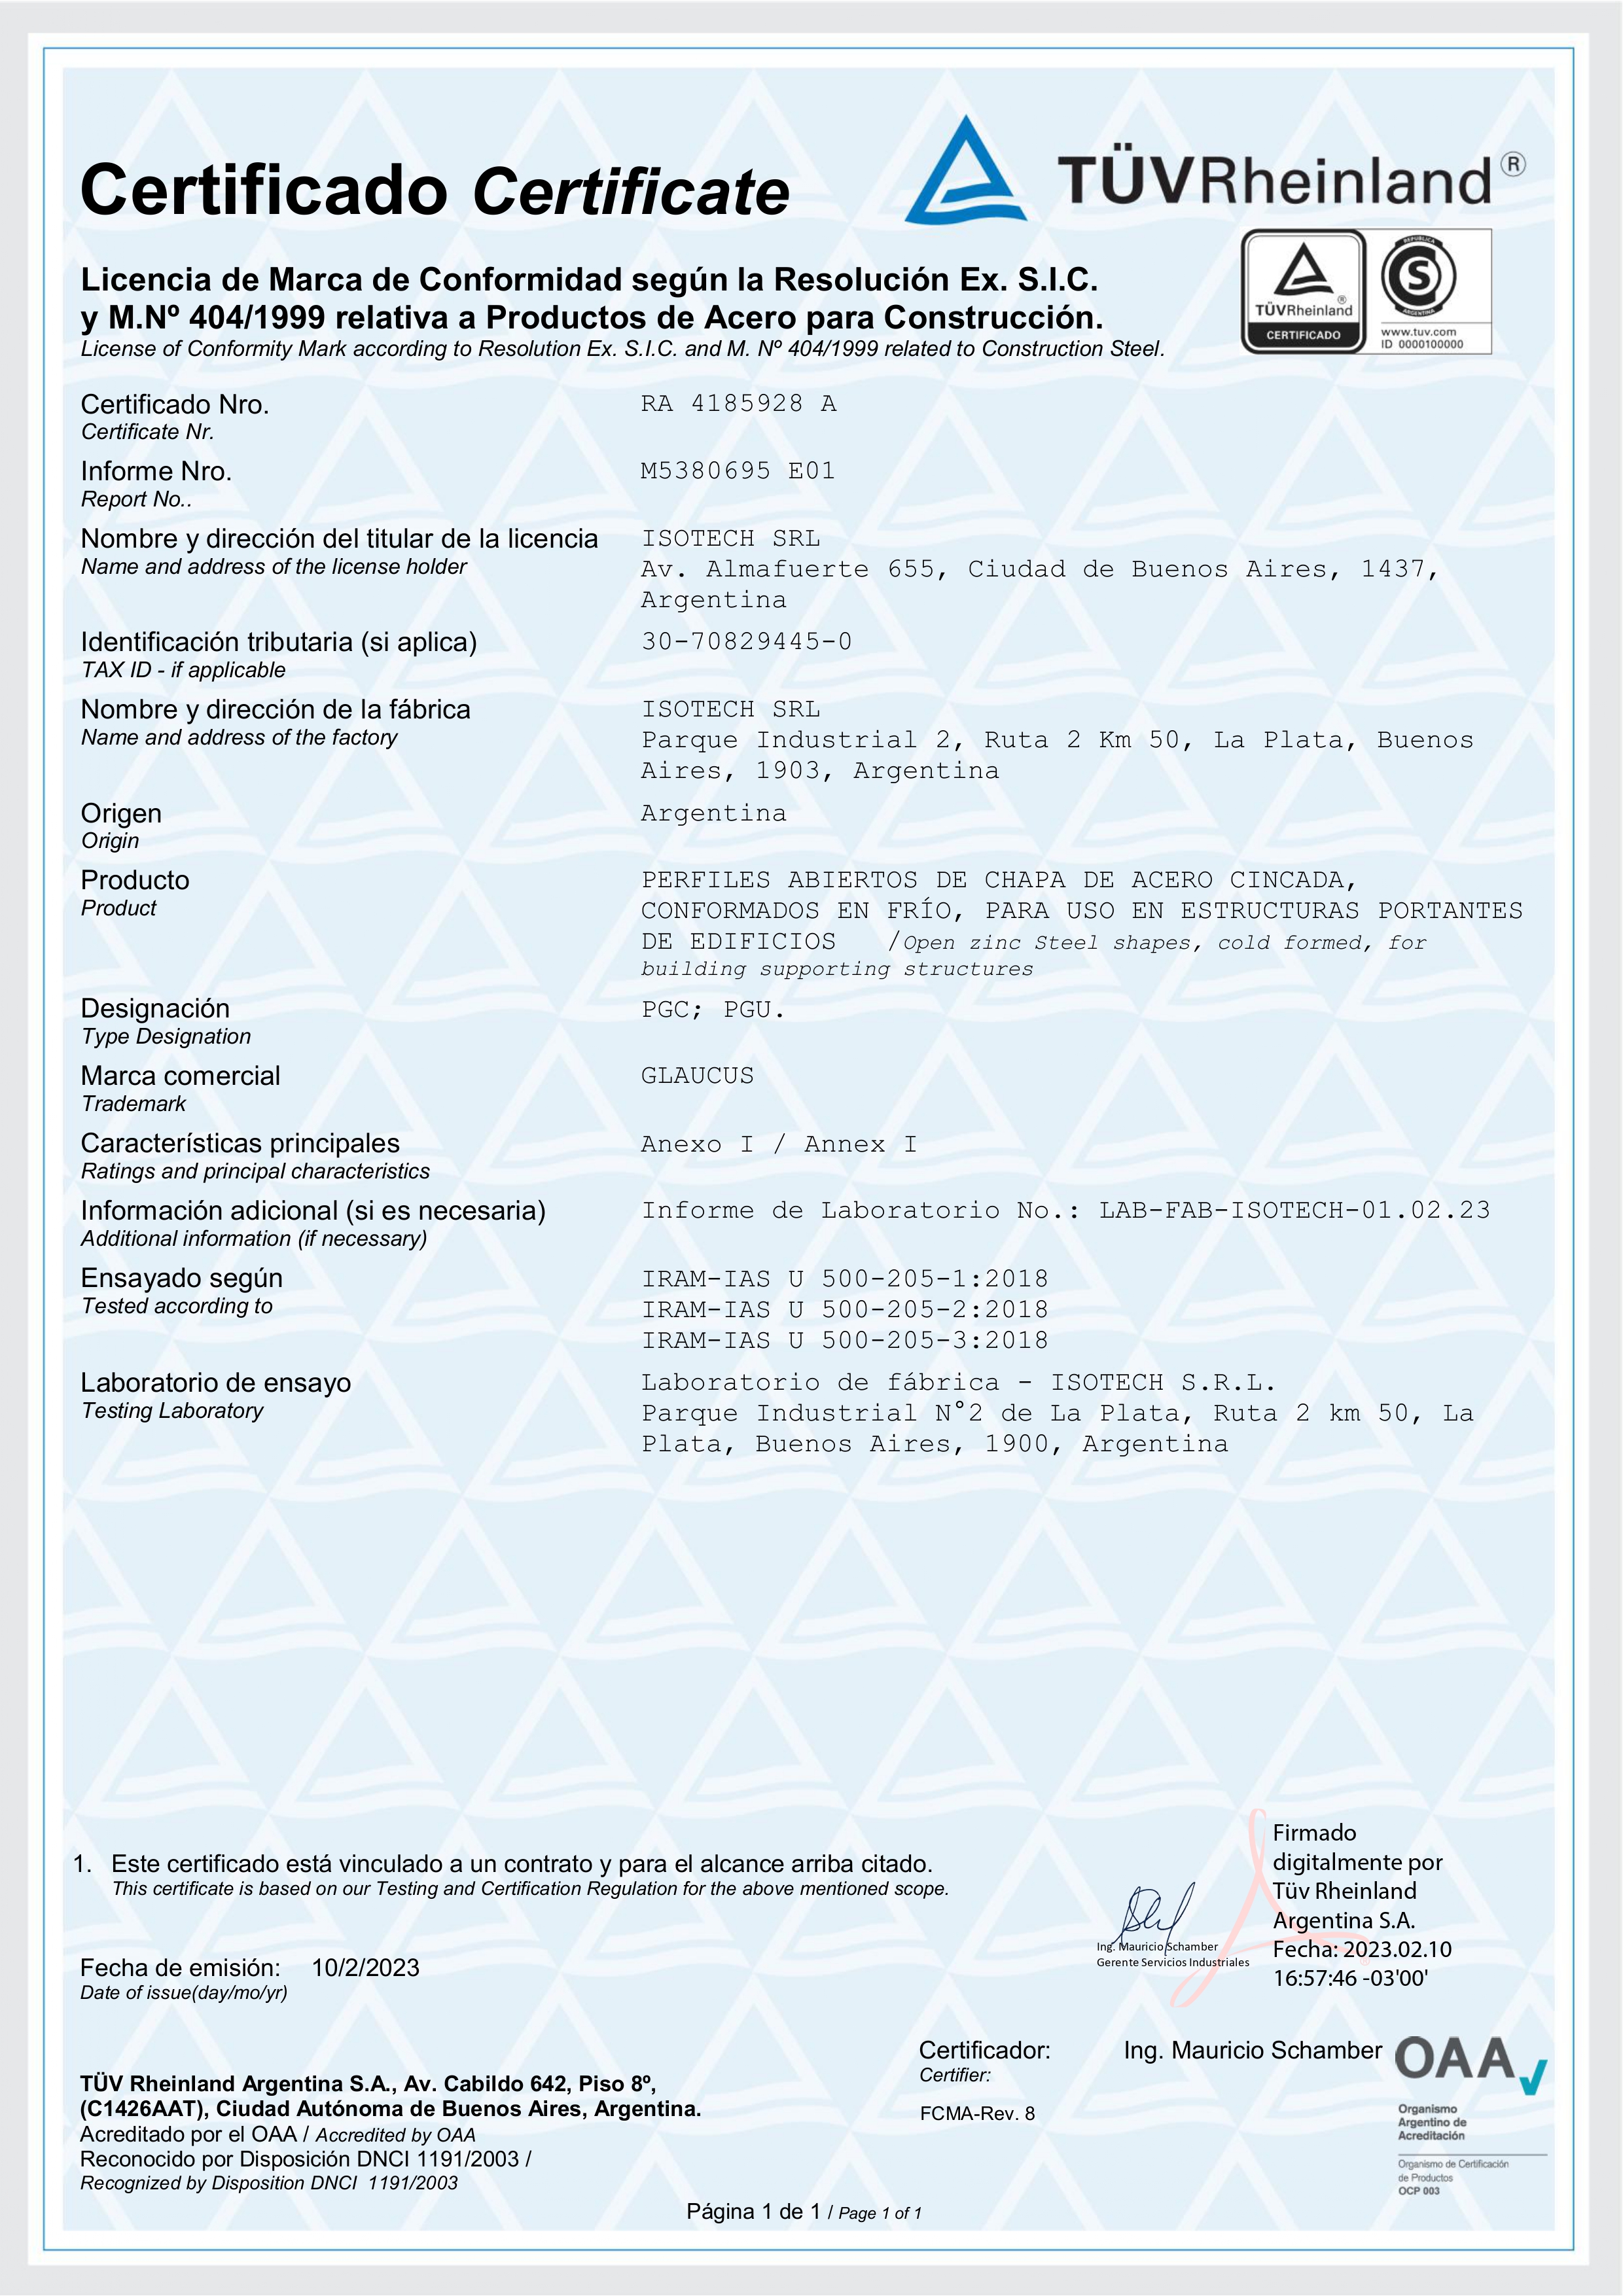 Certificado Certificate
TÜVRheinland®
Licencia de Marca de Conformidad según la Resolución Ex. S.I.C.
y M.Nº 404/1999 relativa a Productos de Acero para Construcción.
License of Conformity Mark according to Resolution Ex. S.I.C. and M. Nº 404/1999 related to Construction Steel.
TÜVRheinland®
CERTIFICADO
REPUBLICA
S
ARGENTINA
www.tuv.com
ID 0000100000
Certificado Nro. RA 4185928 A
Certificate Nr.
Informe Nro. M5380695 E01
Report No..
Nombre y dirección del titular de la licencia ISOTECH SRL
Name and address of the license holder Av. Almafuerte 655, Ciudad de Buenos Aires, 1437,
Argentina
Identificación tributaria (si aplica) 30-70829445-0
TAX ID - if applicable
Nombre y dirección de la fábrica ISOTECH SRL
Name and address of the factory Parque Industrial 2, Ruta 2 Km 50, La Plata, Buenos
Aires, 1903, Argentina
Origen Argentina
Origin
Producto PERFILES ABIERTOS DE CHAPA DE ACERO CINCADA,
Product CONFORMADOS EN FRÍO, PARA USO EN ESTRUCTURAS PORTANTES
DE EDIFICIOS /Open zinc Steel shapes, cold formed, for
building supporting structures
Designación PGC; PGU.
Type Designation
Marca comercial GLAUCUS
Trademark
Características principales Anexo I / Annex I
Ratings and principal characteristics
Información adicional (si es necesaria) Informe de Laboratorio No.: LAB-FAB-ISOTECH-01.02.23
Additional information (if necessary)
Ensayado según IRAM-IAS U 500-205-1:2018
Tested according to IRAM-IAS U 500-205-2:2018
IRAM-IAS U 500-205-3:2018
Laboratorio de ensayo Laboratorio de fábrica - ISOTECH S.R.L.
Testing Laboratory Parque Industrial N°2 de La Plata, Ruta 2 km 50, La
Plata, Buenos Aires, 1900, Argentina
1. Este certificado está vinculado a un contrato y para el alcance arriba citado.
This certificate is based on our Testing and Certification Regulation for the above mentioned scope.
Ing. Mauricio Schamber
Gerente Servicios Industriales
Firmado
digitalmente por
Tüv Rheinland
Argentina S.A.
Fecha: 2023.02.10
16:57:46 -03'00'
Fecha de emisión: 10/2/2023
Date of issue(day/mo/yr)
Certificador: Ing. Mauricio Schamber
Certifier:
FCMA-Rev. 8
OAA
Organismo
Argentino de
Acreditación
Organismo de Certificación
de Productos
OCP 003
TÜV Rheinland Argentina S.A., Av. Cabildo 642, Piso 8º,
(C1426AAT), Ciudad Autónoma de Buenos Aires, Argentina.
Acreditado por el OAA / Accredited by OAA
Reconocido por Disposición DNCI 1191/2003 /
Recognized by Disposition DNCI 1191/2003
Página 1 de 1 / Page 1 of 1